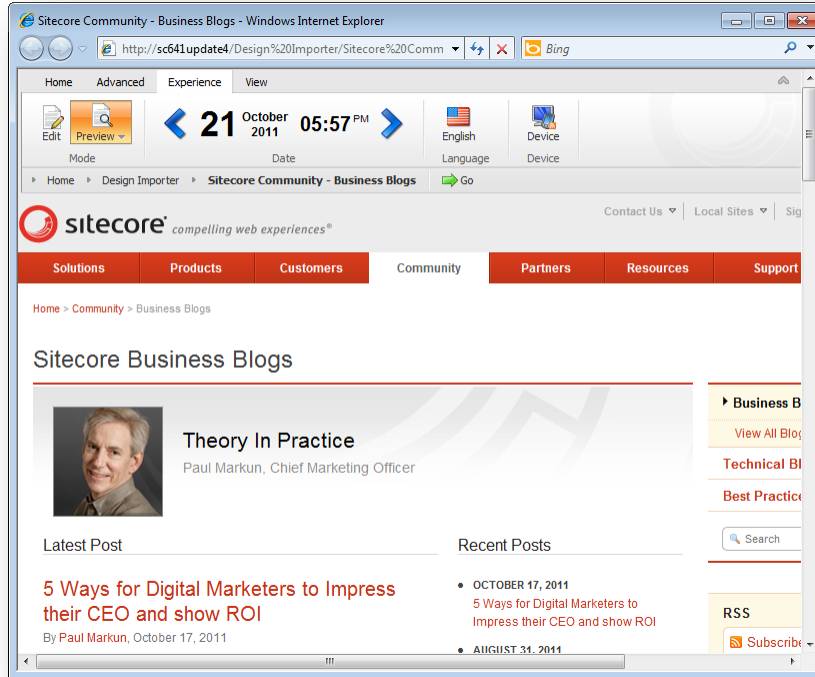 Sitecore Community - Business Blogs - Windows Internet Explorer
http://sc641update4/Design%20Importer/Sitecore%20Comm
Bing
Home Advanced Experience View
21 October 2011 05:57 PM
Edit Preview English Device
Mode Date Language Device
Home Design Importer Sitecore Community - Business Blogs Go
Contact Us Local Sites Sig
sitecore® compelling web experiences®
Solutions Products Customers Community Partners Resources Support
Home > Community > Business Blogs
Sitecore Business Blogs
Business B
View All Blog
Technical Bl
Best Practice
Search
RSS
Subscribe
Theory In Practice
Paul Markun, Chief Marketing Officer
Latest Post
5 Ways for Digital Marketers to Impress
their CEO and show ROI
By Paul Markun, October 17, 2011
Recent Posts
OCTOBER 17, 2011
5 Ways for Digital Marketers to
Impress their CEO and show ROI
AUGUST 31, 2011